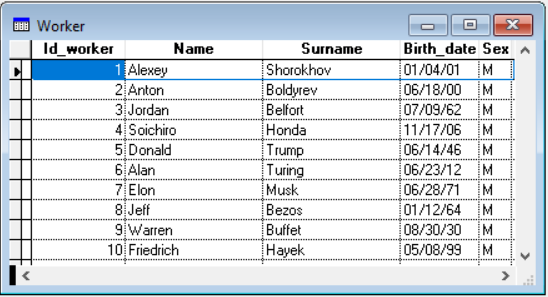 Worker
Id_worker Name Surname Birth_date Sex
1 Alexey Shorokhov 01/04/01 M
2 Anton Boldyrev 06/18/00 M
3 Jordan Belfort 07/09/62 M
4 Soichiro Honda 11/17/06 M
5 Donald Trump 06/14/46 M
6 Alan Turing 06/23/12 M
7 Elon Musk 06/28/71 M
8 Jeff Bezos 01/12/64 M
9 Warren Buffet 08/30/30 M
10 Friedrich Hayek 05/08/99 M